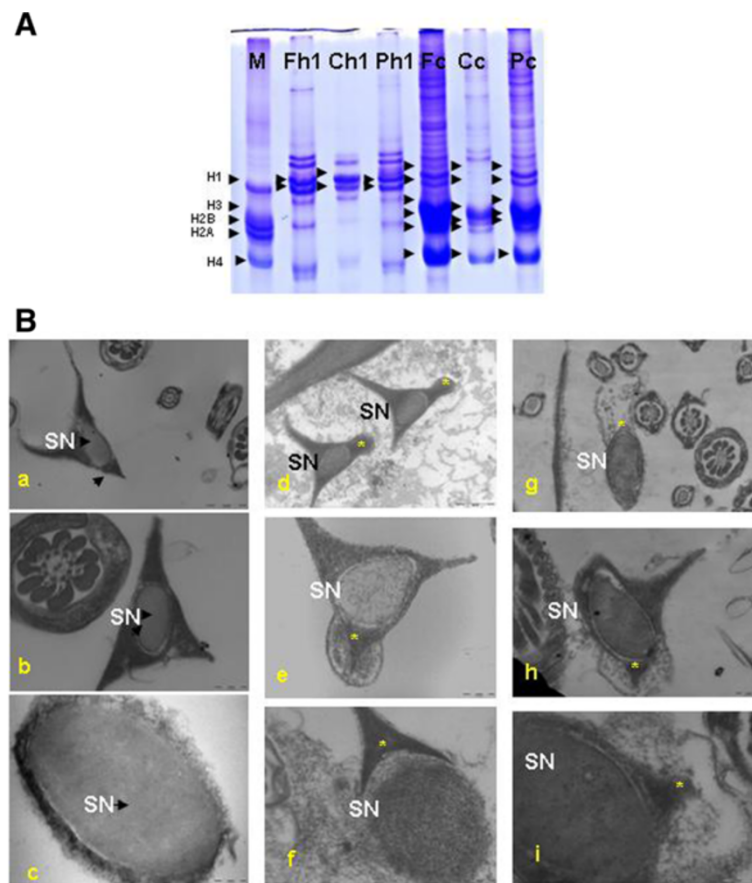 A
M Fh1 Ch1 Ph1 Fc Cc Pc
H1
H3
H2B
H2A
H4
B
SN
a
SN
SN
d
SN
g
SN
b
SN
e
SN
h
SN
c
SN
f
SN
i